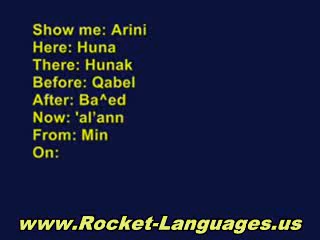 Show me: Arini
Here: Huna
There: Hunak
Before: Qabel
After: Ba^ed
Now: 'al'ann
From: Min
On:
www.Rocket-Languages.us